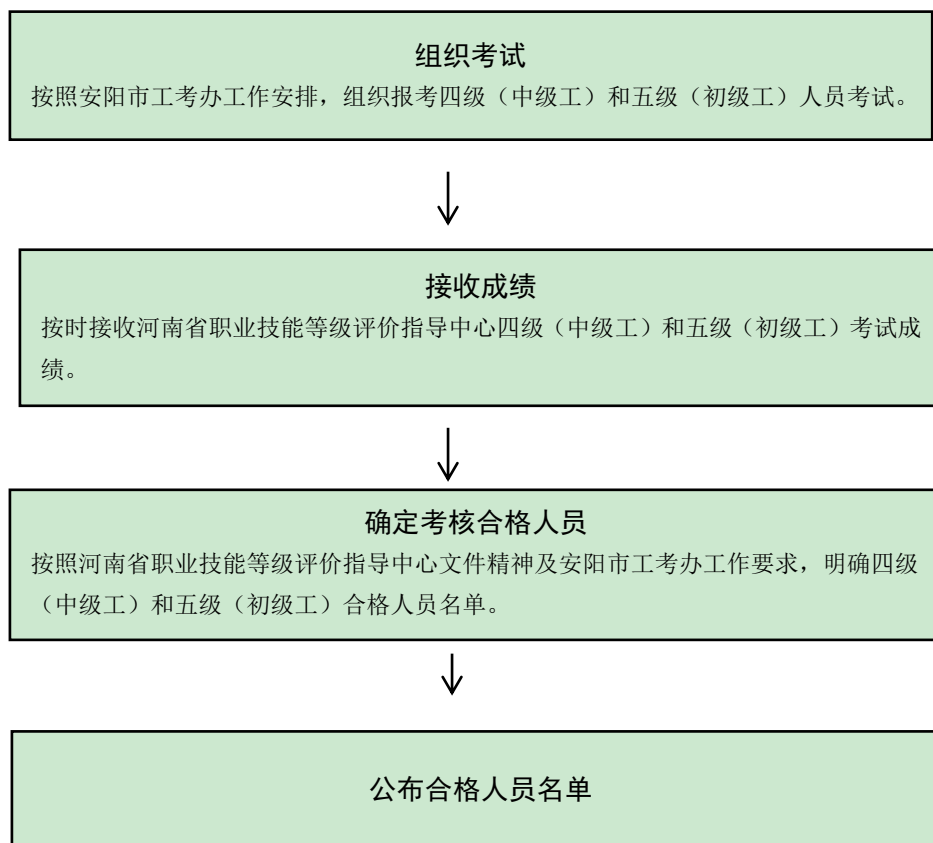 组织考试
按照安阳市工考办工作安排，组织报考四级（中级工）和五级（初级工）人员考试。
接收成绩
按时接收河南省职业技能等级评价指导中心四级（中级工）和五级（初级工）考试成
绩。
确定考核合格人员
按照河南省职业技能等级评价指导中心文件精神及安阳市工考办工作要求，明确四级
（中级工）和五级（初级工）合格人员名单。
公布合格人员名单